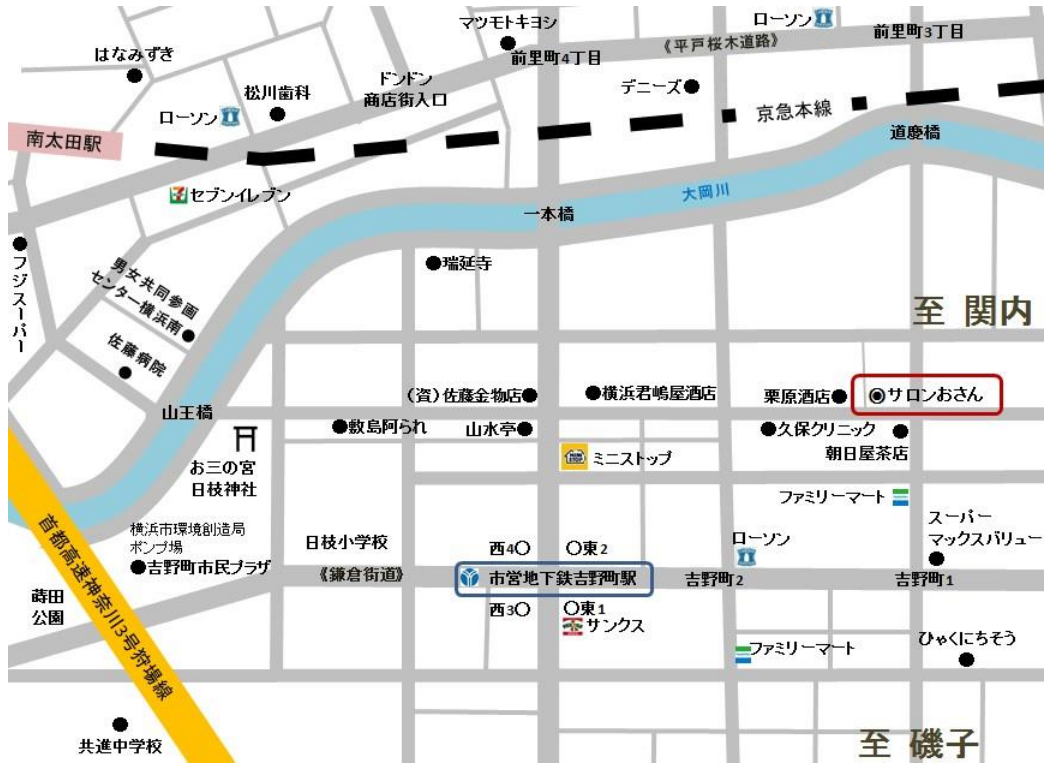 マツモトキヨシ
ローソン
前里町3丁目
《平戸桜木道路》
はなみずき
前里町4丁目
ドンドン
商店街入口
デニーズ
松川歯科
ローソン
京急本線
道慶橋
南太田駅
セブンイレブン
大岡川
一本橋
フジスーパー
瑞延寺
男女共同参画
センター横浜南
至 関内
佐藤病院
(資)佐藤金物店
横浜君嶋屋酒店
栗原酒店
サロンおさん
山王橋
敷島阿られ
山水亭
久保クリニック
朝日屋茶店
お三の宮
日枝神社
ミニストップ
ファミリーマート
スーパー
マックスバリュー
横浜市環境創造局
ポンプ場
吉野町市民プラザ
日枝小学校
西4
東2
ローソン
《鎌倉街道》
市営地下鉄吉野町駅
吉野町2
吉野町1
蒔田
公園
首都高速神奈川3号狩場線
西3
東1
サンクス
ファミリーマート
ひゃくにちそう
共進中学校
至 磯子